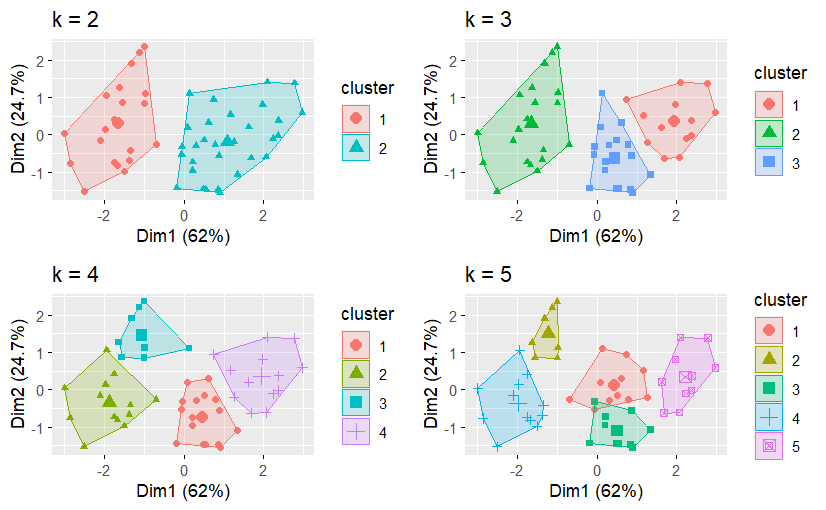 k = 2
2
1
0
-1
Dim2 (24.7%)
-2
0
2
Dim1 (62%)
cluster
1
2
k = 3
2
1
0
-1
Dim2 (24.7%)
-2
0
2
Dim1 (62%)
cluster
1
2
3
k = 4
2
1
0
-1
Dim2 (24.7%)
-2
0
2
Dim1 (62%)
cluster
1
2
3
4
k = 5
2
1
0
-1
Dim2 (24.7%)
-2
0
2
Dim1 (62%)
cluster
1
2
3
4
5